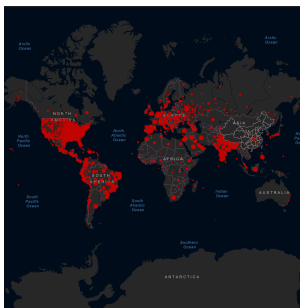 Arctic
Ocean
Arctic
Ocean
NORTH
AMERICA
EUROPE
ASIA
North
Pacific
Ocean
North
Atlantic
Ocean
AFRICA
SOUTH
AMERICA
Indian
Ocean
AUSTRALIA
South
Pacific
Ocean
South
Atlantic
Ocean
Southern
Ocean
ANTARCTICA